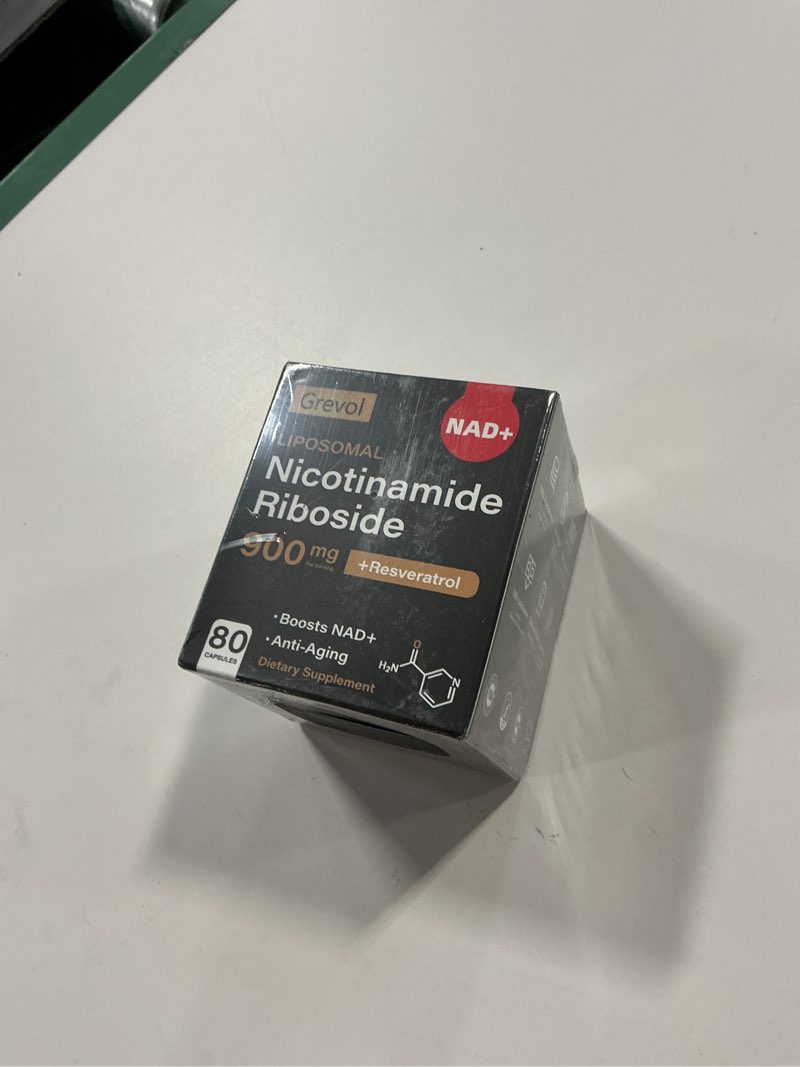 Grevol
NAD+
LIPOSOMAL
Nicotinamide
Riboside
900 mg
Per Serving
+Resveratrol
• Boosts NAD+
• Anti-Aging
Dietary Supplement
80
CAPSULES
H₂N
O
N